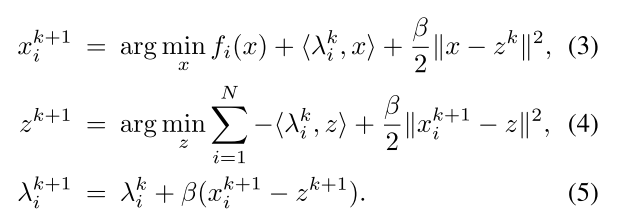 x_i^{k+1} = arg min_x f_i(x) + ⟨λ_i^k, x⟩ + β/2 ‖x − z^k‖², (3)
z^{k+1} = arg min_z ∑_{i=1}^N −⟨λ_i^k, z⟩ + β/2 ‖x_i^{k+1} − z‖², (4)
λ_i^{k+1} = λ_i^k + β(x_i^{k+1} − z^{k+1}). (5)